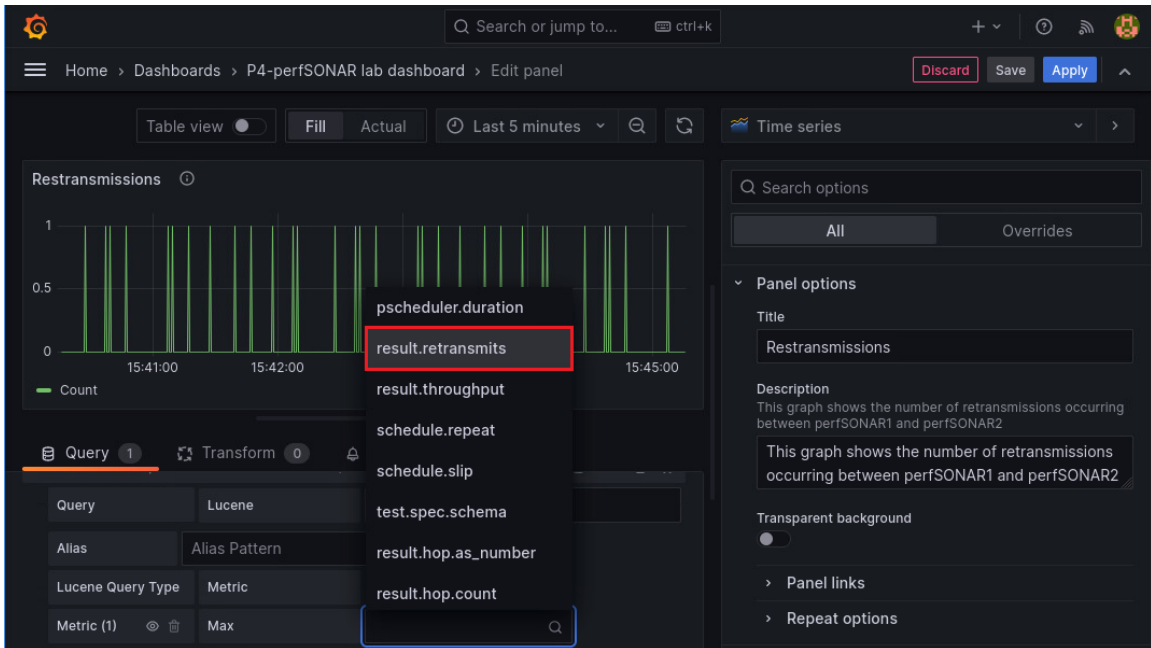 Search or jump to... ctrl+k
Home › Dashboards › P4-perfSONAR lab dashboard › Edit panel
Discard Save Apply
Table view Fill Actual Last 5 minutes
Time series
Restransmissions
1
0.5
0
15:41:00 15:42:00 15:45:00
Count
Query 1 Transform 0
Query Lucene
Alias Alias Pattern
Lucene Query Type Metric
Metric (1) Max
pscheduler.duration
result.retransmits
result.throughput
schedule.repeat
schedule.slip
test.spec.schema
result.hop.as_number
result.hop.count
Search options
All Overrides
Panel options
Title
Restransmissions
Description
This graph shows the number of retransmissions occurring
between perfSONAR1 and perfSONAR2
This graph shows the number of retransmissions
occurring between perfSONAR1 and perfSONAR2
Transparent background
Panel links
Repeat options